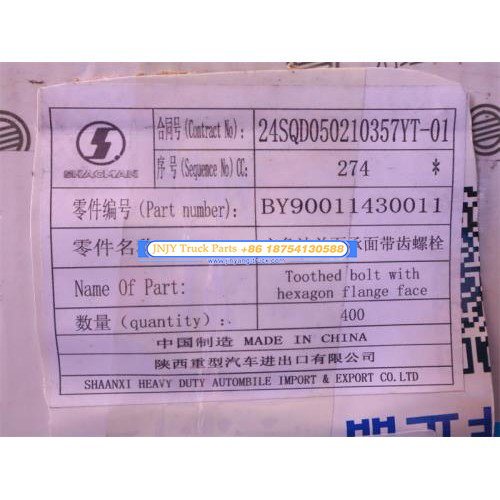 合同号(Contract No):
24SQD050210357YT-01
SHACMAN
序号(Sequence No)CC:
274 *
零件编号(Part number):
BY90011430011
零件名
承面带齿螺栓
JNJY Truck Parts +86 18754130588
Name Of Part:
Toothed bolt with
hexagon flange face
数量(quantity):
400
中国制造 MADE IN CHINA
陕西重型汽车进出口有限公司
SHAANXI HEAVY DUTY AUTOMBILE IMPORT & EXPORT CO.LTD